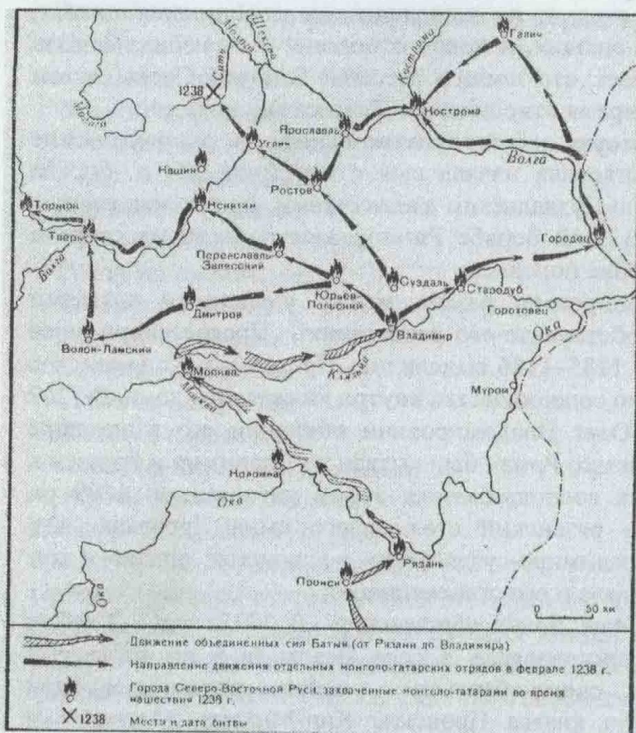 Молога
Шексна
Сить
Кострома
Галич
1238
Кострома
Молога
Ярославль
Углич
Волга
Кашин
Ростов
Торжок
Кснятин
Тверь
Городец
Переяславль
Залесский
Волга
Суздаль
Стародуб
Юрьев-
Польский
Гороховец
Дмитров
Владимир
Ока
Волок-Ламский
Клязьма
Москва
Муром
Москва
Коломна
Ока
Рязань
Пронск
Ока
0 50 км
Движение объединенных сил Батыя (от Рязани до Владимира)
Направление движения отдельных монголо-татарских отрядов в феврале 1238 г.
Города Северо-Восточной Руси, захваченные монголо-татарами во время
нашествия 1238 г.
1238 Места и дата битвы